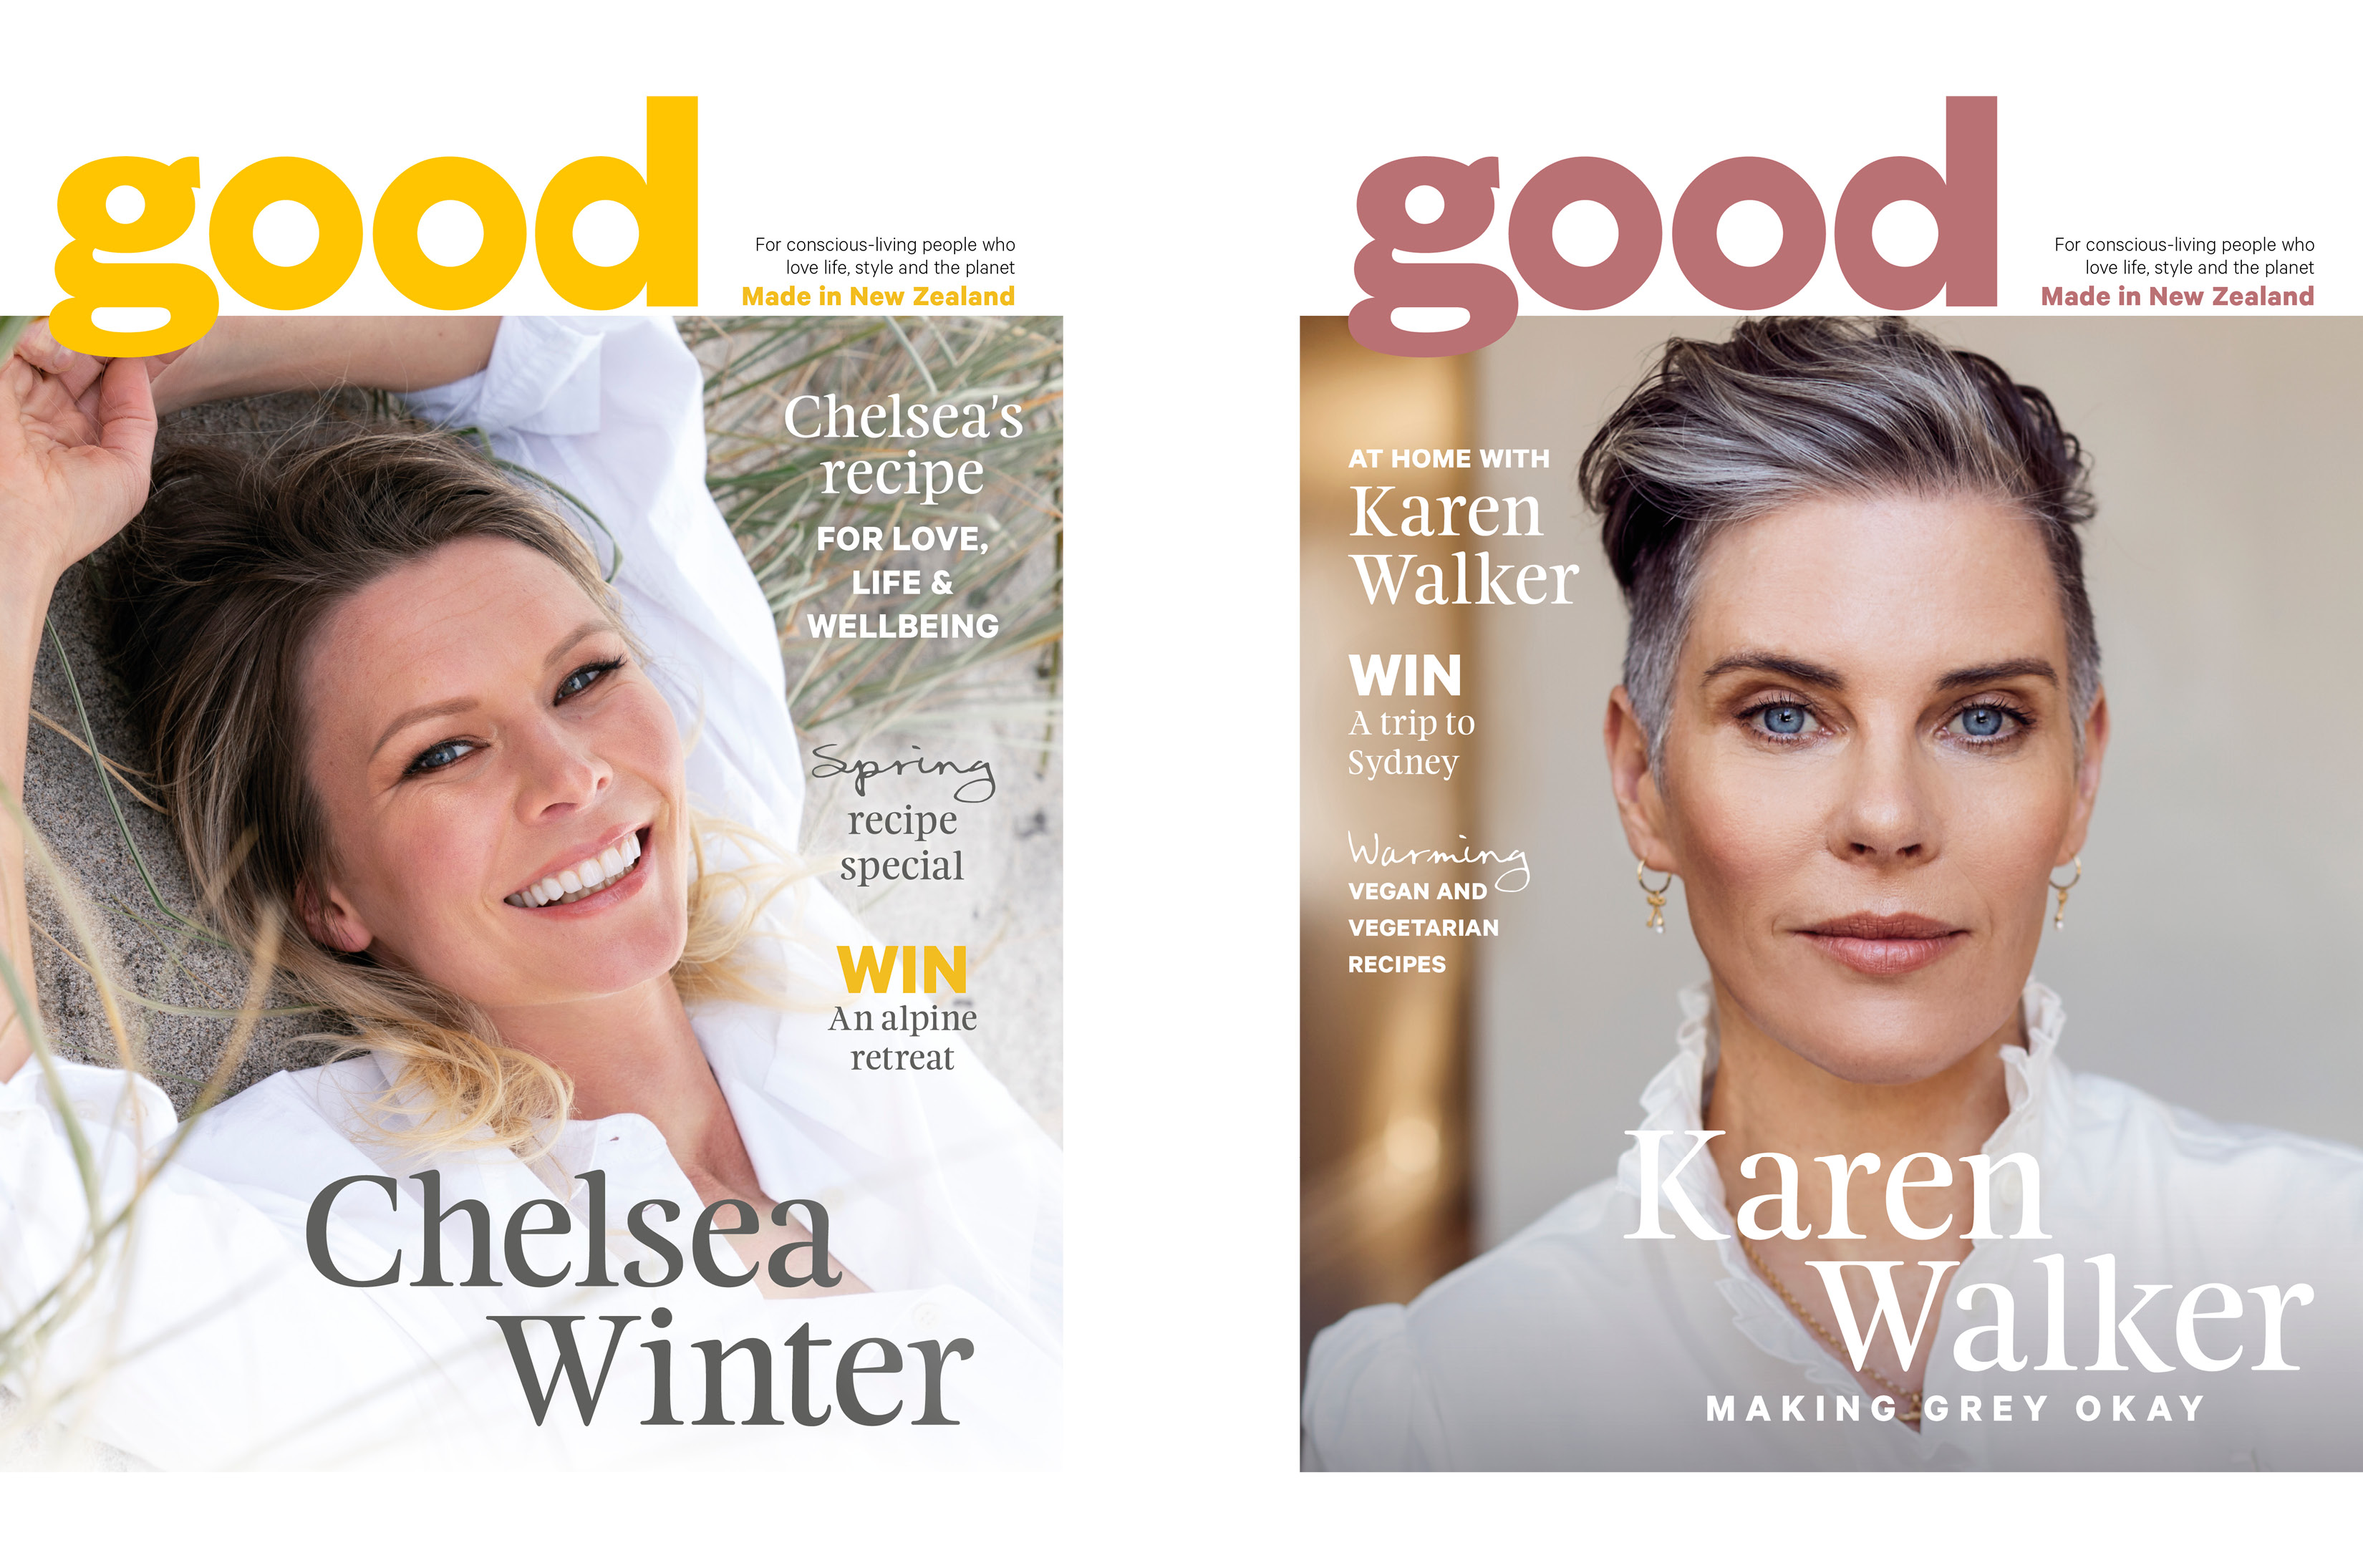 good
For conscious-living people who
love life, style and the planet
Made in New Zealand
Chelsea's
recipe
FOR LOVE,
LIFE &
WELLBEING
Spring
recipe
special
WIN
An alpine
retreat
Chelsea
Winter
good
For conscious-living people who
love life, style and the planet
Made in New Zealand
AT HOME WITH
Karen
Walker
WIN
A trip to
Sydney
Warming
VEGAN AND
VEGETARIAN
RECIPES
Karen
Walker
MAKING GREY OKAY